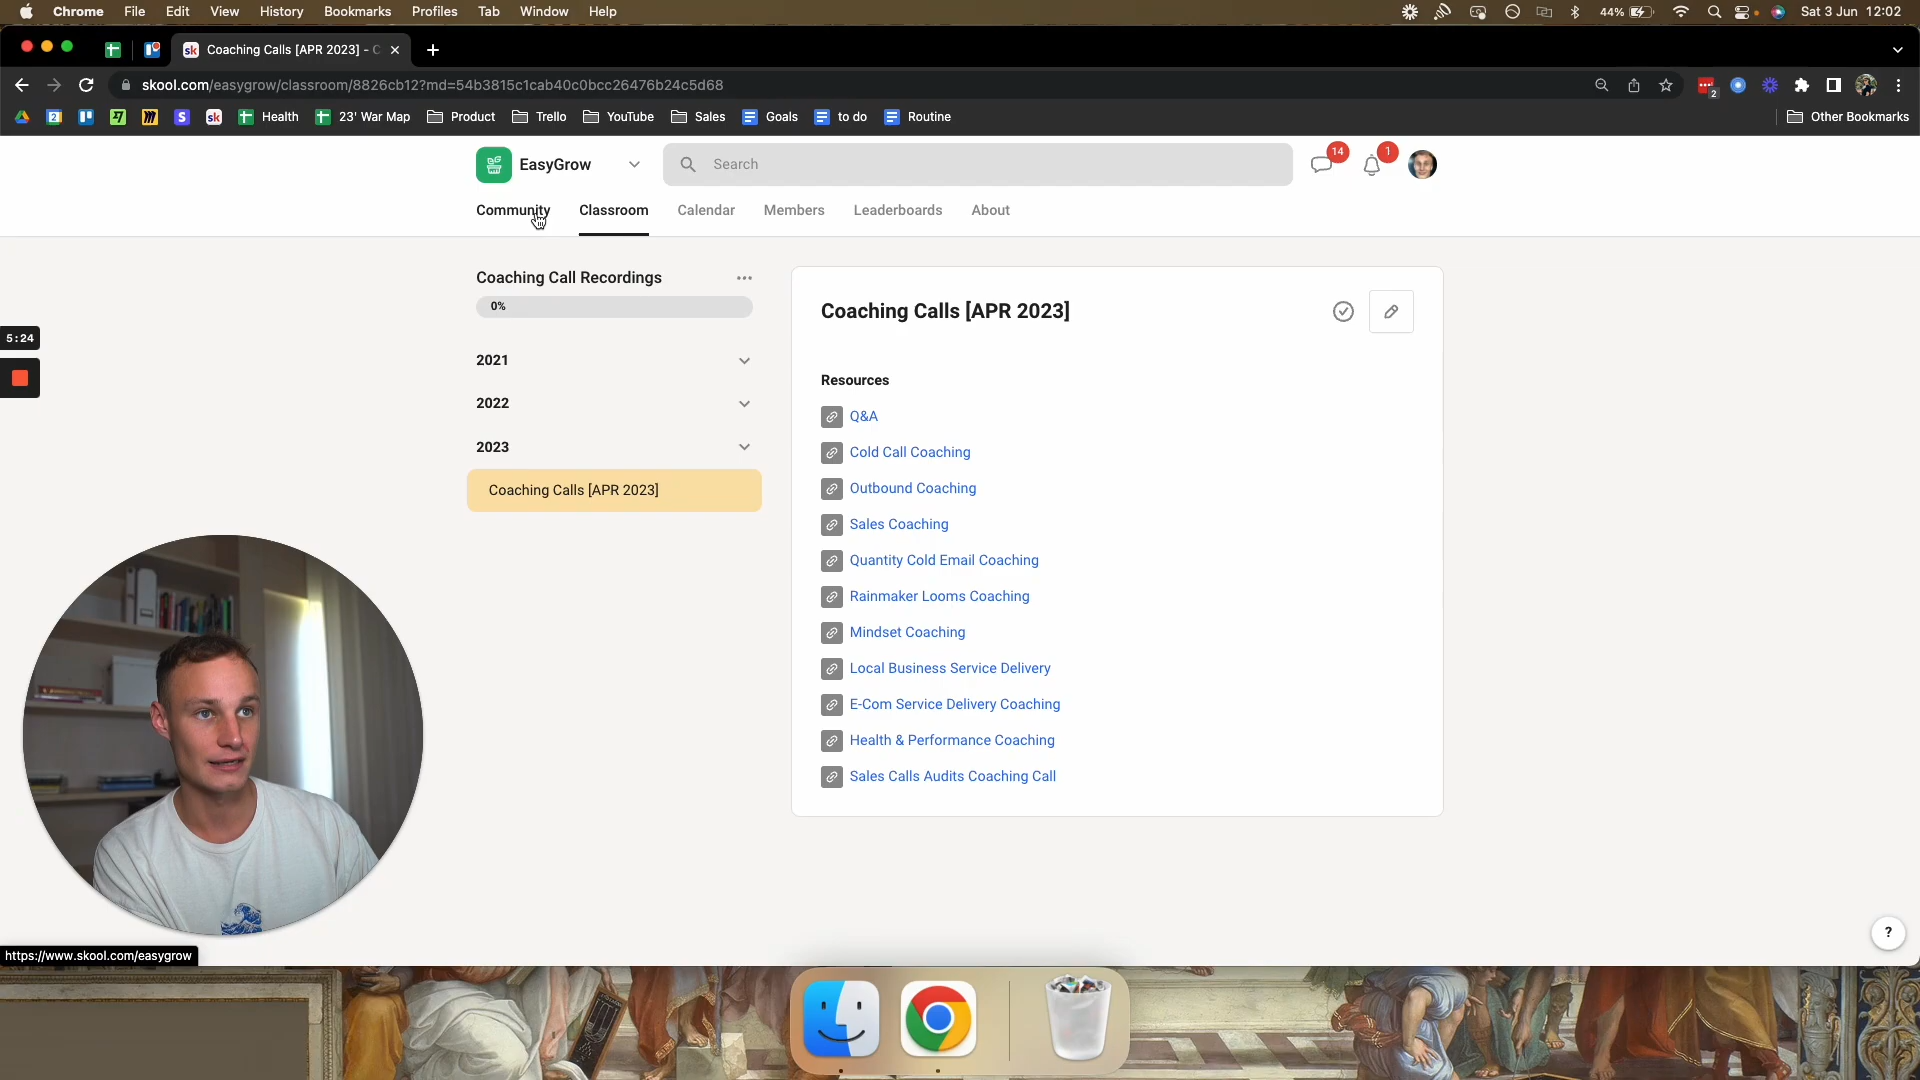 Chrome File Edit View History Bookmarks Profiles Tab Window Help 44% Sat 3 Jun 12:02
sk Coaching Calls [APR 2023] - C
skool.com/easygrow/classroom/8826cb12?md=54b3815c1cab40c0bcc26476b24c5d68 2
2 S sk Health 23' War Map Product Trello YouTube Sales Goals to do Routine Other Bookmarks
EasyGrow Search 14 1
Community Classroom Calendar Members Leaderboards About
Coaching Call Recordings
0%
2021
2022
2023
Coaching Calls [APR 2023]
Coaching Calls [APR 2023]
Resources
Q&A
Cold Call Coaching
Outbound Coaching
Sales Coaching
Quantity Cold Email Coaching
Rainmaker Looms Coaching
Mindset Coaching
Local Business Service Delivery
E-Com Service Delivery Coaching
Health & Performance Coaching
Sales Calls Audits Coaching Call
5:24
?
https://www.skool.com/easygrow